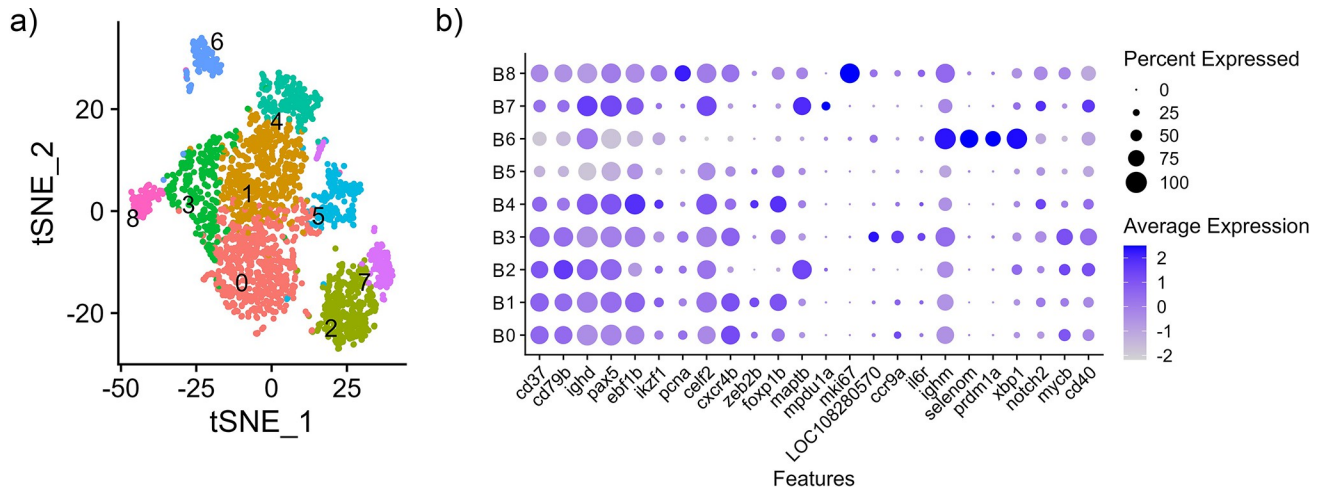 a)
6
20
4
1
0
3
8
5
0
7
-20
2
-50
-25
0
25
tSNE_1
tSNE_2
b)
B8
B7
B6
B5
B4
B3
B2
B1
B0
cd37
cd79b
ighd
pax5
ebf1b
ikzf1
pcna
celf2
cxcr4b
zeb2b
foxp1b
maptb
mpdu1a
mki67
LOC108280570
ccr9a
il6r
ighm
selenom
prdm1a
xbp1
notch2
mycb
cd40
Features
Percent Expressed
0
25
50
75
100
Average Expression
2
1
0
-1
-2